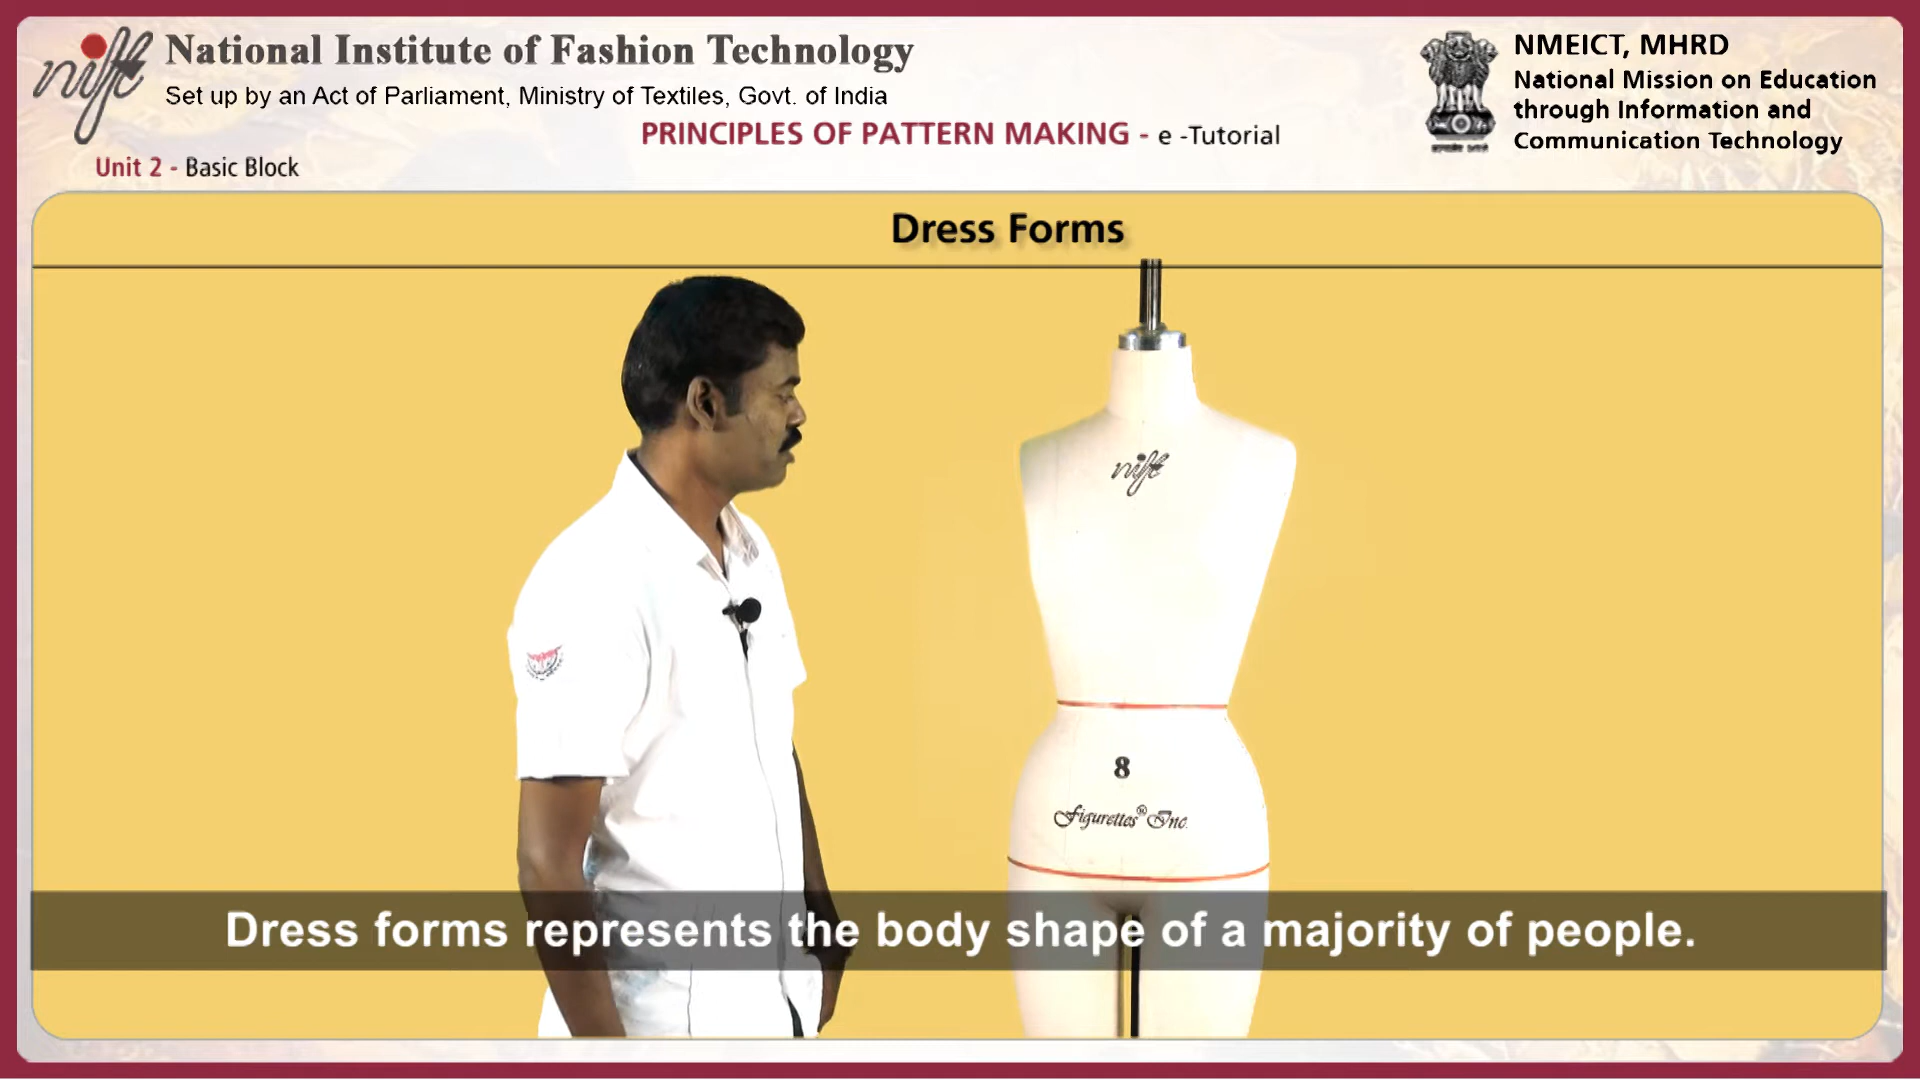 nift
National Institute of Fashion Technology
Set up by an Act of Parliament, Ministry of Textiles, Govt. of India
NMEICT, MHRD
National Mission on Education
through Information and
Communication Technology
PRINCIPLES OF PATTERN MAKING - e -Tutorial
Unit 2 - Basic Block
Dress Forms
nift
8
Figurettes® Inc.
Dress forms represents the body shape of a majority of people.